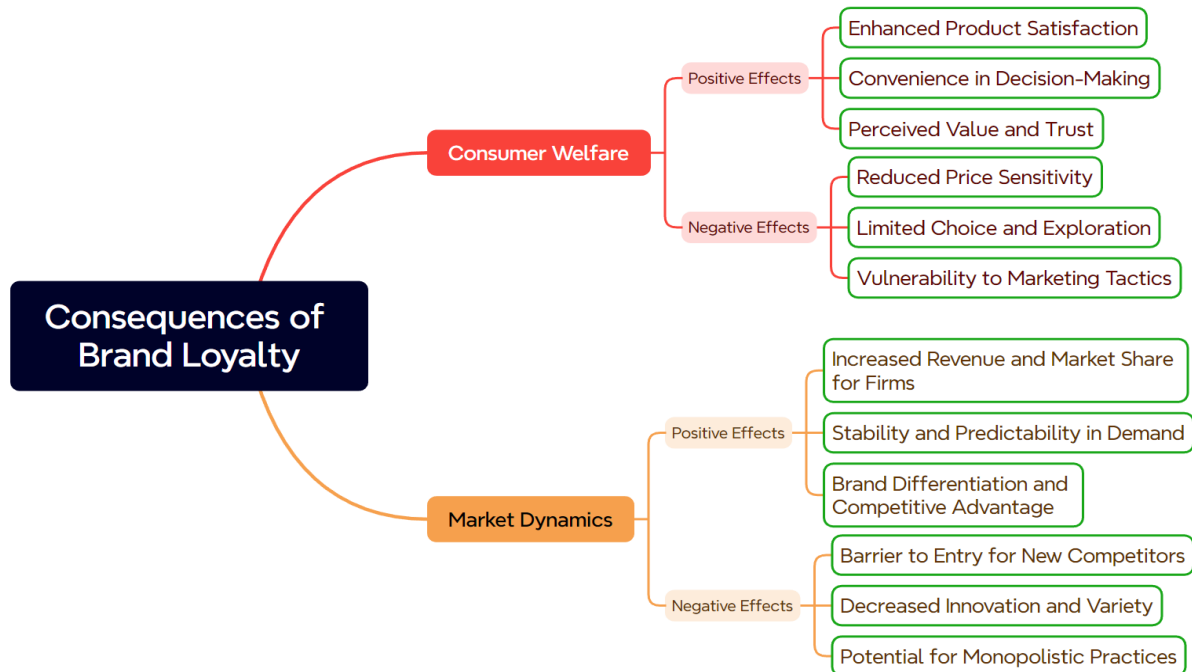 Consequences of
Brand Loyalty
Consumer Welfare
Positive Effects
Enhanced Product Satisfaction
Convenience in Decision-Making
Perceived Value and Trust
Negative Effects
Reduced Price Sensitivity
Limited Choice and Exploration
Vulnerability to Marketing Tactics
Market Dynamics
Positive Effects
Increased Revenue and Market Share
for Firms
Stability and Predictability in Demand
Brand Differentiation and
Competitive Advantage
Negative Effects
Barrier to Entry for New Competitors
Decreased Innovation and Variety
Potential for Monopolistic Practices